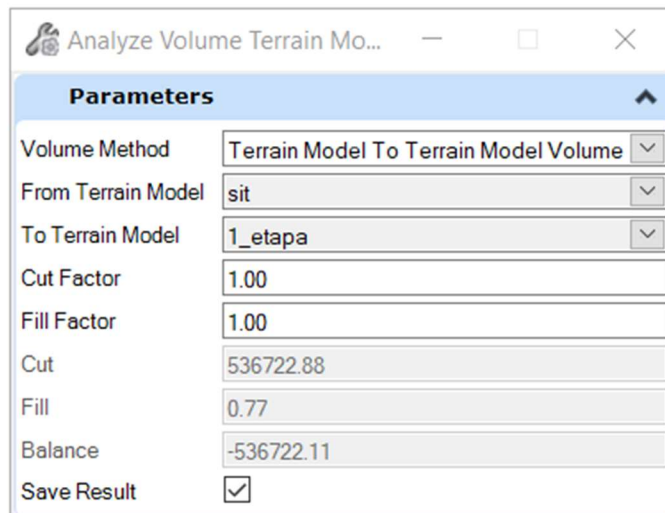 Analyze Volume Terrain Mo...
Parameters
Volume Method Terrain Model To Terrain Model Volume
From Terrain Model sit
To Terrain Model 1_etapa
Cut Factor 1.00
Fill Factor 1.00
Cut 536722.88
Fill 0.77
Balance -536722.11
Save Result